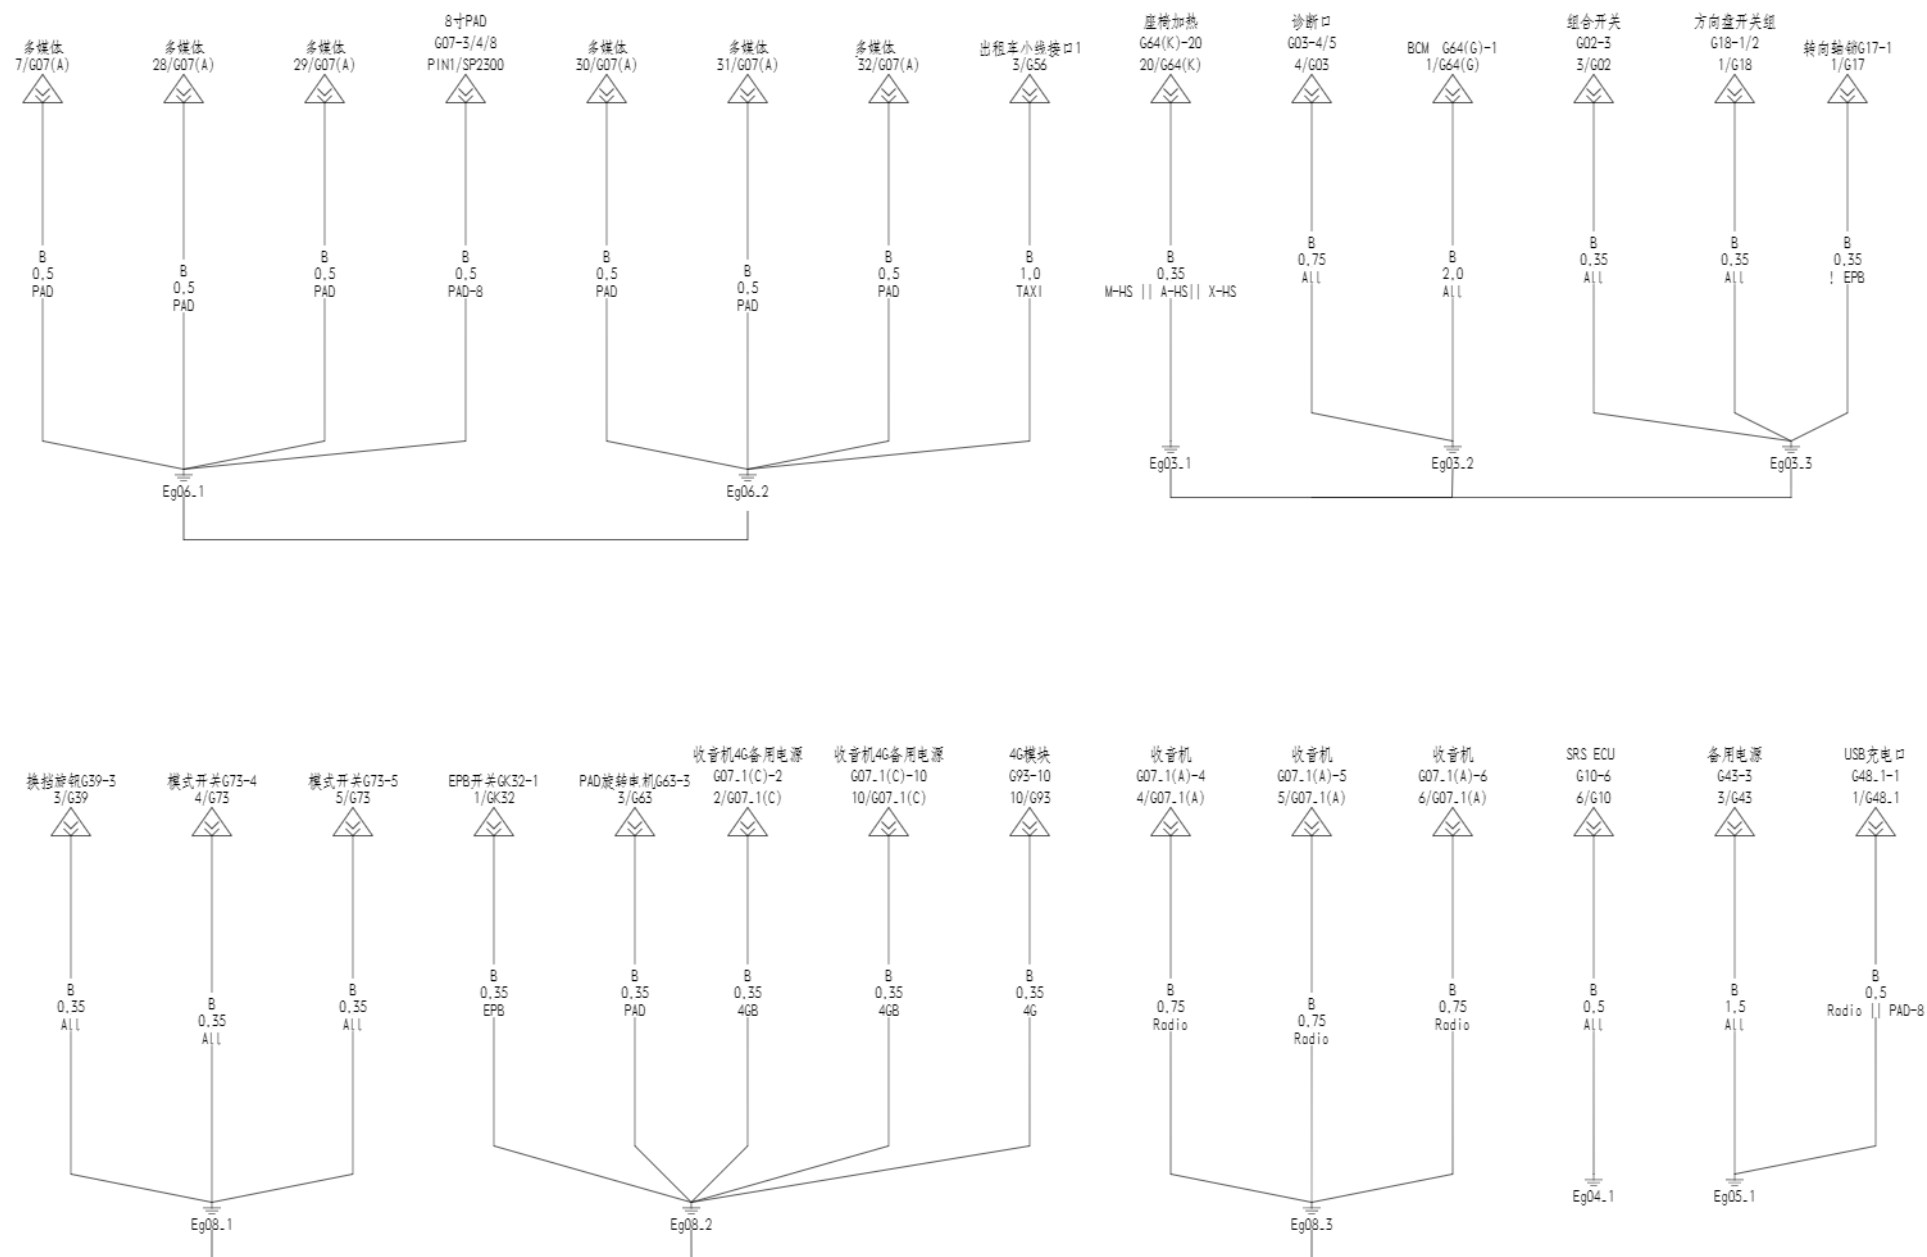 多媒体
7/G07(A)
多媒体
28/G07(A)
多媒体
29/G07(A)
8寸PAD
G07-3/4/8
PIN1/SP2300
多媒体
30/G07(A)
多媒体
31/G07(A)
多媒体
32/G07(A)
出租车小线接口1
3/G56
座椅加热
G64(K)-20
20/G64(K)
诊断口
G03-4/5
4/G03
BCM G64(G)-1
1/G64(G)
组合开关
G02-3
3/G02
方向盘开关组
G18-1/2
1/G18
转向轴锁G17-1
1/G17
B
0.5
PAD
B
0.5
PAD
B
0.5
PAD
B
0.5
PAD-8
B
0.5
PAD
B
0.5
PAD
B
0.5
PAD
B
1.0
TAXI
B
0.35
M-HS || A-HS|| X-HS
B
0.75
All
B
2.0
All
B
0.35
All
B
0.35
All
B
0.35
! EPB
Eg06_1
Eg06_2
Eg03_1
Eg03_2
Eg03_3
换挡旋钮G39-3
3/G39
模式开关G73-4
4/G73
模式开关G73-5
5/G73
EPB开关GK32-1
1/GK32
PAD旋转电机G63-3
3/G63
收音机4G备用电源
G07_1(C)-2
2/G07_1(C)
收音机4G备用电源
G07_1(C)-10
10/G07_1(C)
4G模块
G93-10
10/G93
收音机
G07_1(A)-4
4/G07_1(A)
收音机
G07_1(A)-5
5/G07_1(A)
收音机
G07_1(A)-6
6/G07_1(A)
SRS ECU
G10-6
6/G10
备用电源
G43-3
3/G43
USB充电口
G48_1-1
1/G48_1
B
0.35
All
B
0.35
All
B
0.35
All
B
0.35
EPB
B
0.35
PAD
B
0.35
4GB
B
0.35
4GB
B
0.35
4G
B
0.75
Radio
B
0.75
Radio
B
0.75
Radio
B
0.5
All
B
1.5
All
B
0.5
Radio || PAD-8
Eg08_1
Eg08_2
Eg08_3
Eg04_1
Eg05_1